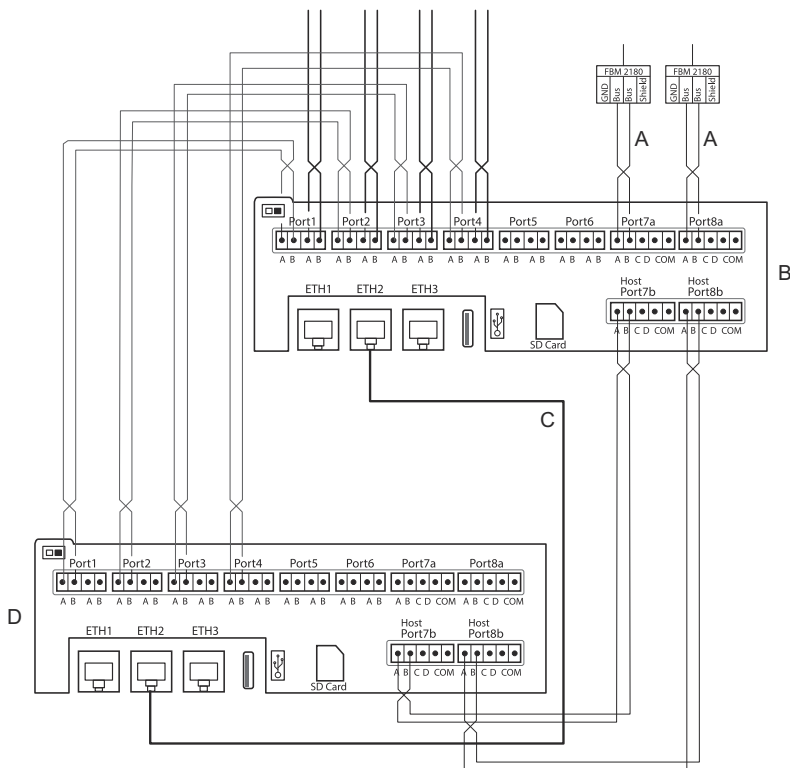 FBM 2180 FBM 2180
GND Bus Bus Shield GND Bus Bus Shield
A A
Port1 Port2 Port3 Port4 Port5 Port6 Port7a Port8a
A B A B A B A B A B A B A B A B A B A B A B A B A B C D COM A B C D COM
B
Host Host
ETH1 ETH2 ETH3 Port7b Port8b
SD Card A B C D COM A B C D COM
C
Port1 Port2 Port3 Port4 Port5 Port6 Port7a Port8a
A B A B A B A B A B A B A B A B A B A B A B A B A B C D COM A B C D COM
D
Host Host
ETH1 ETH2 ETH3 Port7b Port8b
SD Card A B C D COM A B C D COM